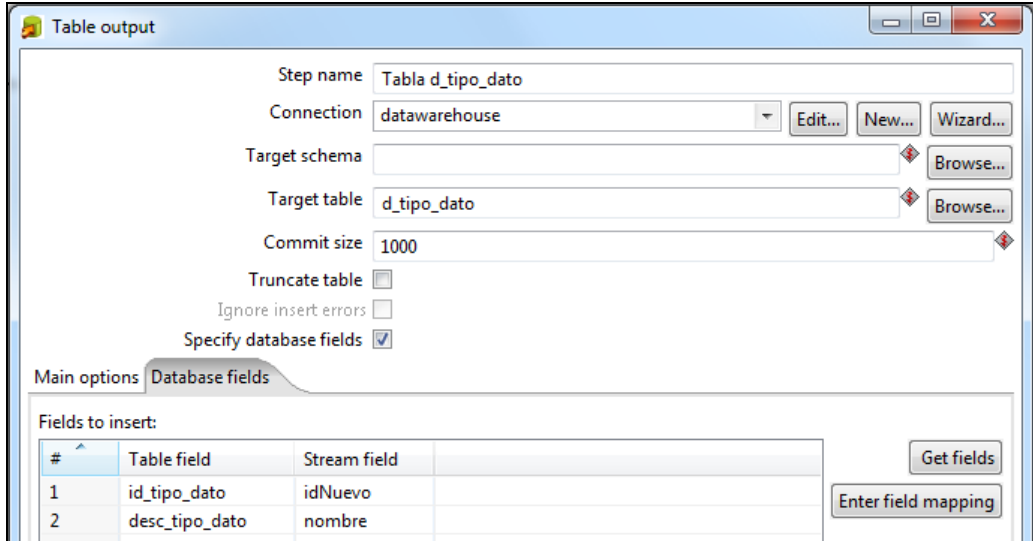 Table output
Step name Tabla d_tipo_dato
Connection datawarehouse Edit... New... Wizard...
Target schema Browse...
Target table d_tipo_dato Browse...
Commit size 1000
Truncate table
Ignore insert errors
Specify database fields
Main options Database fields
Fields to insert:
# Table field Stream field Get fields
1 id_tipo_dato idNuevo
Enter field mapping
2 desc_tipo_dato nombre